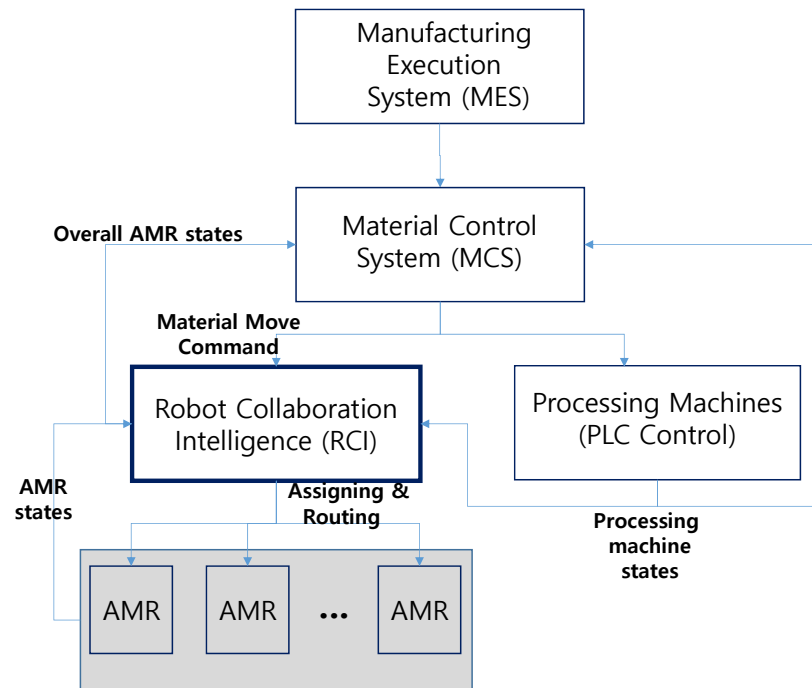 Manufacturing
Execution
System (MES)
Overall AMR states
Material Control
System (MCS)
Material Move
Command
Robot Collaboration
Intelligence (RCI)
Processing Machines
(PLC Control)
AMR
states
Assigning &
Routing
Processing
machine
states
AMR
AMR
...
AMR